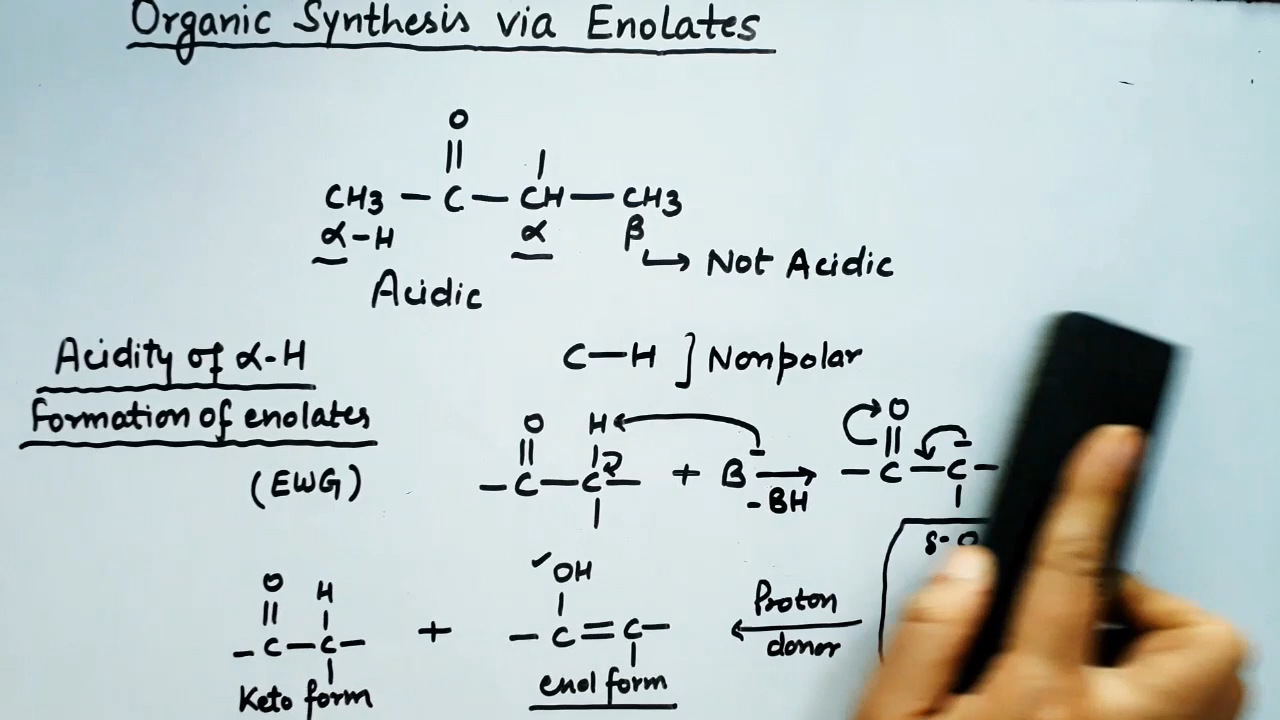 Organic Synthesis via Enolates
O
||
CH3 — C — CH — CH3
α-H α β
↳ Not Acidic
Acidic
Acidity of α-H
C—H ] Nonpolar
Formation of enolates
(EWG)
O H O
|| | ||
—C—C— + B⁻ → —C—C̄—
-BH
δ- O
O H
|| |
—C—C—
Keto form
+
✓OH
|
—C=C—
enol form
Proton
←
donor